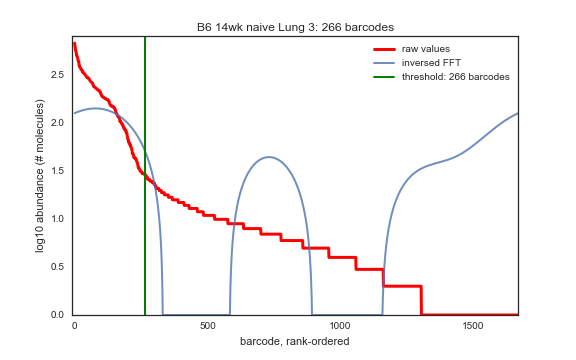 B6 14wk naive Lung 3: 266 barcodes
raw values
inversed FFT
threshold: 266 barcodes
log10 abundance (# molecules)
2.5
2.0
1.5
1.0
0.5
0.0
0 500 1000 1500
barcode, rank-ordered